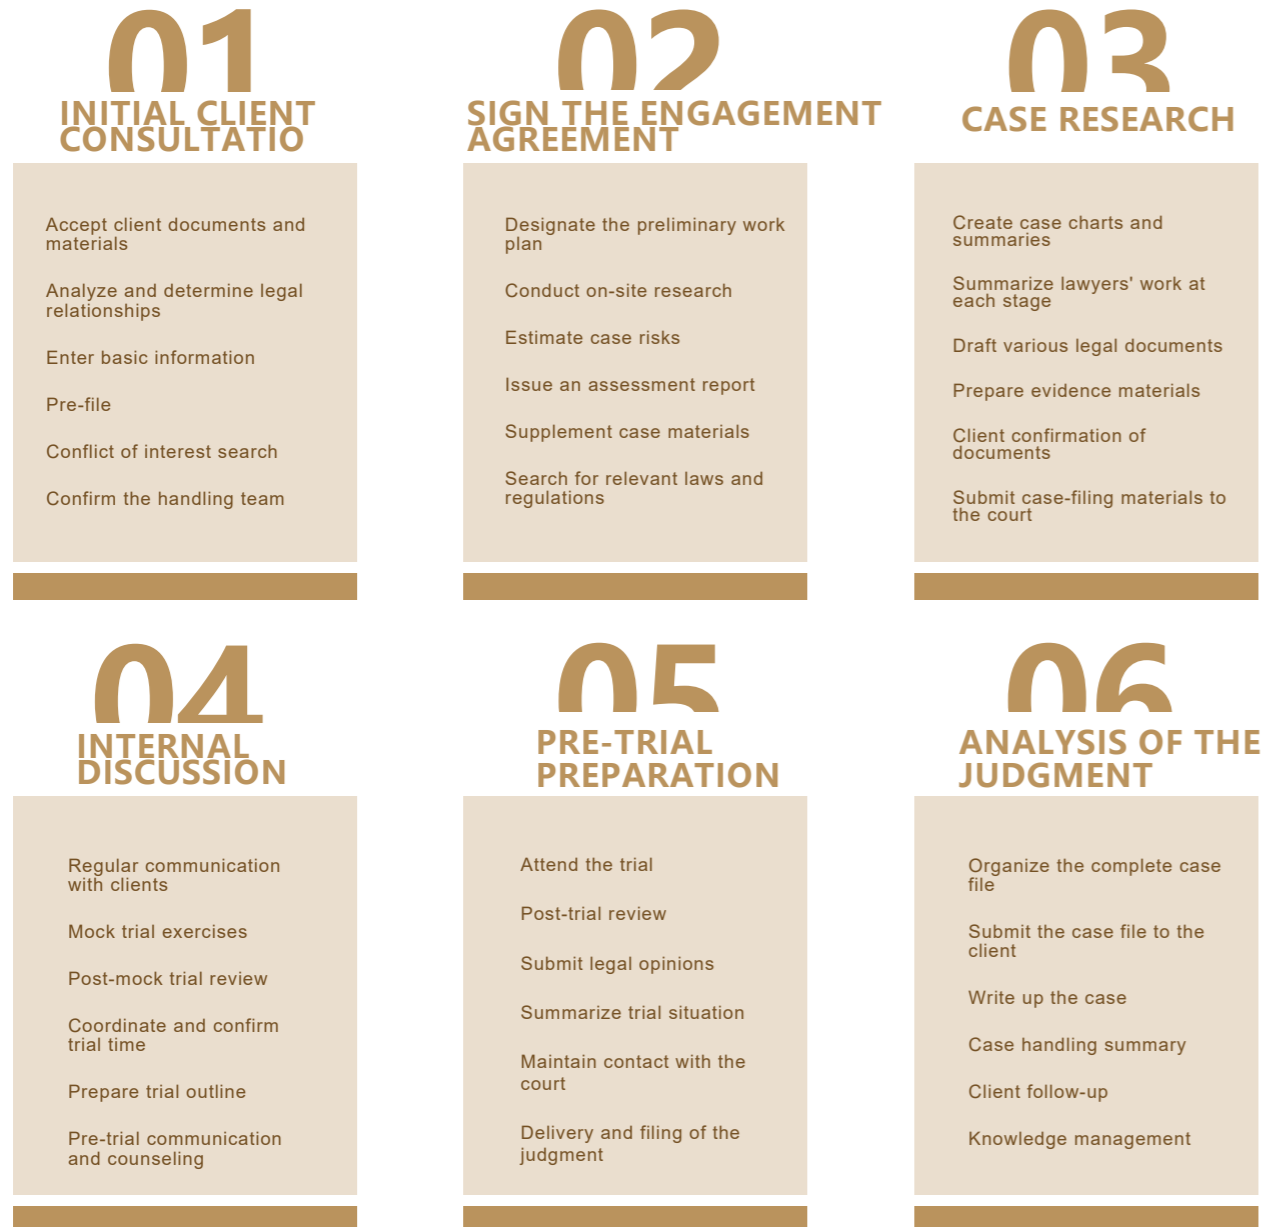 01
INITIAL CLIENT
CONSULTATIO
Accept client documents and
materials
Analyze and determine legal
relationships
Enter basic information
Pre-file
Conflict of interest search
Confirm the handling team
02
SIGN THE ENGAGEMENT
AGREEMENT
Designate the preliminary work
plan
Conduct on-site research
Estimate case risks
Issue an assessment report
Supplement case materials
Search for relevant laws and
regulations
03
CASE RESEARCH
Create case charts and
summaries
Summarize lawyers' work at
each stage
Draft various legal documents
Prepare evidence materials
Client confirmation of
documents
Submit case-filing materials to
the court
04
INTERNAL
DISCUSSION
Regular communication
with clients
Mock trial exercises
Post-mock trial review
Coordinate and confirm
trial time
Prepare trial outline
Pre-trial communication
and counseling
05
PRE-TRIAL
PREPARATION
Attend the trial
Post-trial review
Submit legal opinions
Summarize trial situation
Maintain contact with the
court
Delivery and filing of the
judgment
06
ANALYSIS OF THE
JUDGMENT
Organize the complete case
file
Submit the case file to the
client
Write up the case
Case handling summary
Client follow-up
Knowledge management